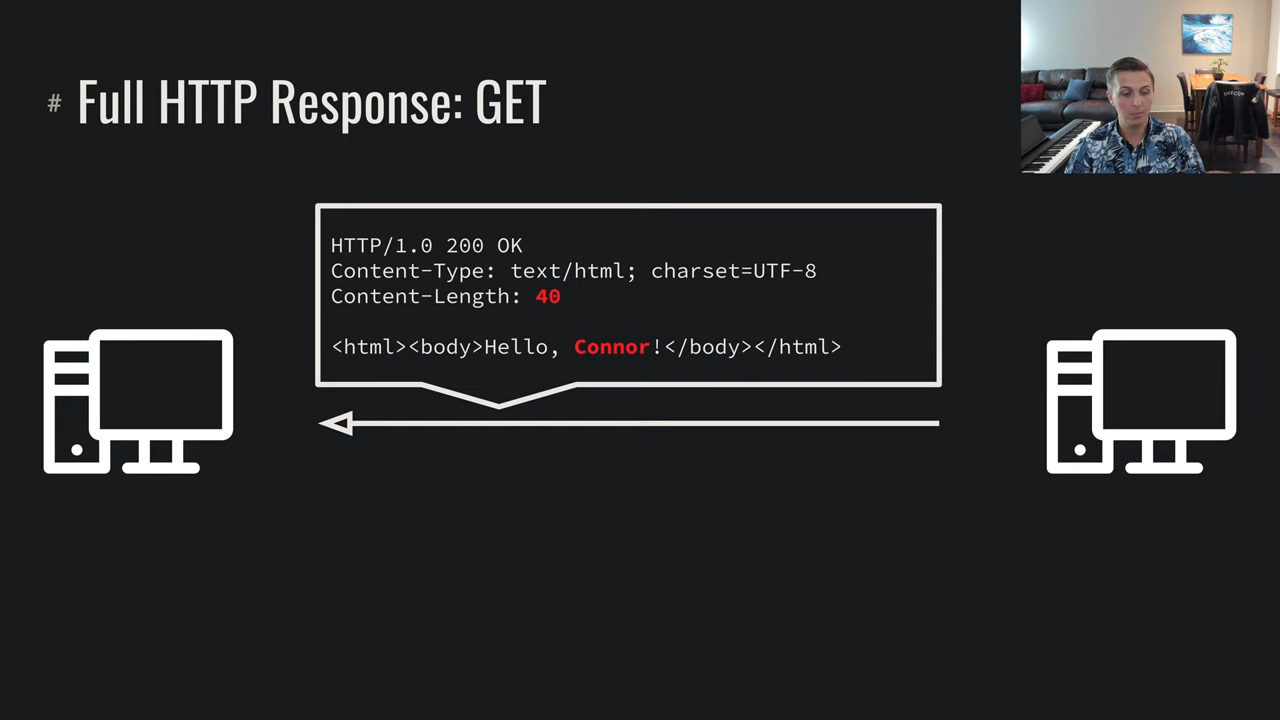 # Full HTTP Response: GET
HTTP/1.0 200 OK
Content-Type: text/html; charset=UTF-8
Content-Length: 40
<html><body>Hello, Connor!</body></html>
DEFCON